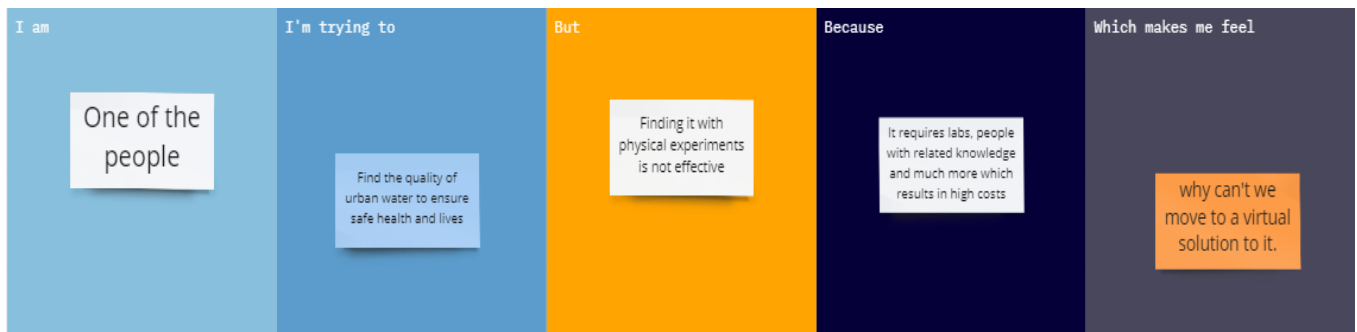 I am
One of the
people
I'm trying to
Find the quality of
urban water to ensure
safe health and lives
But
Finding it with
physical experiments
is not effective
Because
It requires labs, people
with related knowledge
and much more which
results in high costs
Which makes me feel
why can't we
move to a virtual
solution to it.